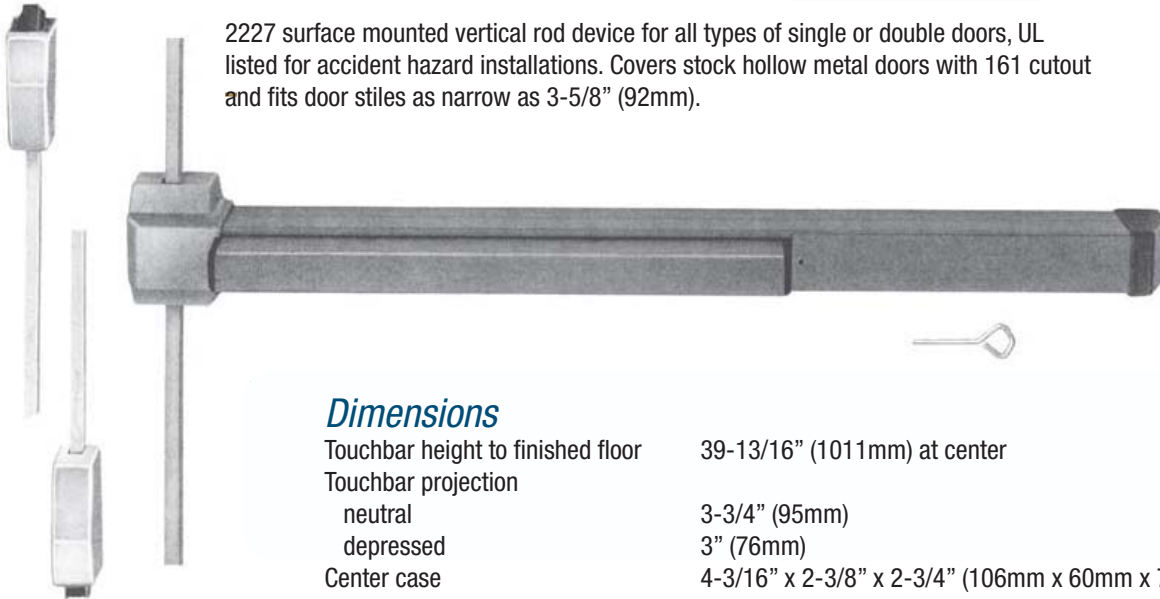 2227 surface mounted vertical rod device for all types of single or double doors, UL
listed for accident hazard installations. Covers stock hollow metal doors with 161 cutout
and fits door stiles as narrow as 3-5/8” (92mm).
Dimensions
Touchbar height to finished floor 39-13/16” (1011mm) at center
Touchbar projection
neutral 3-3/4” (95mm)
depressed 3” (76mm)
Center case 4-3/16” x 2-3/8” x 2-3/4” (106mm x 60mm x